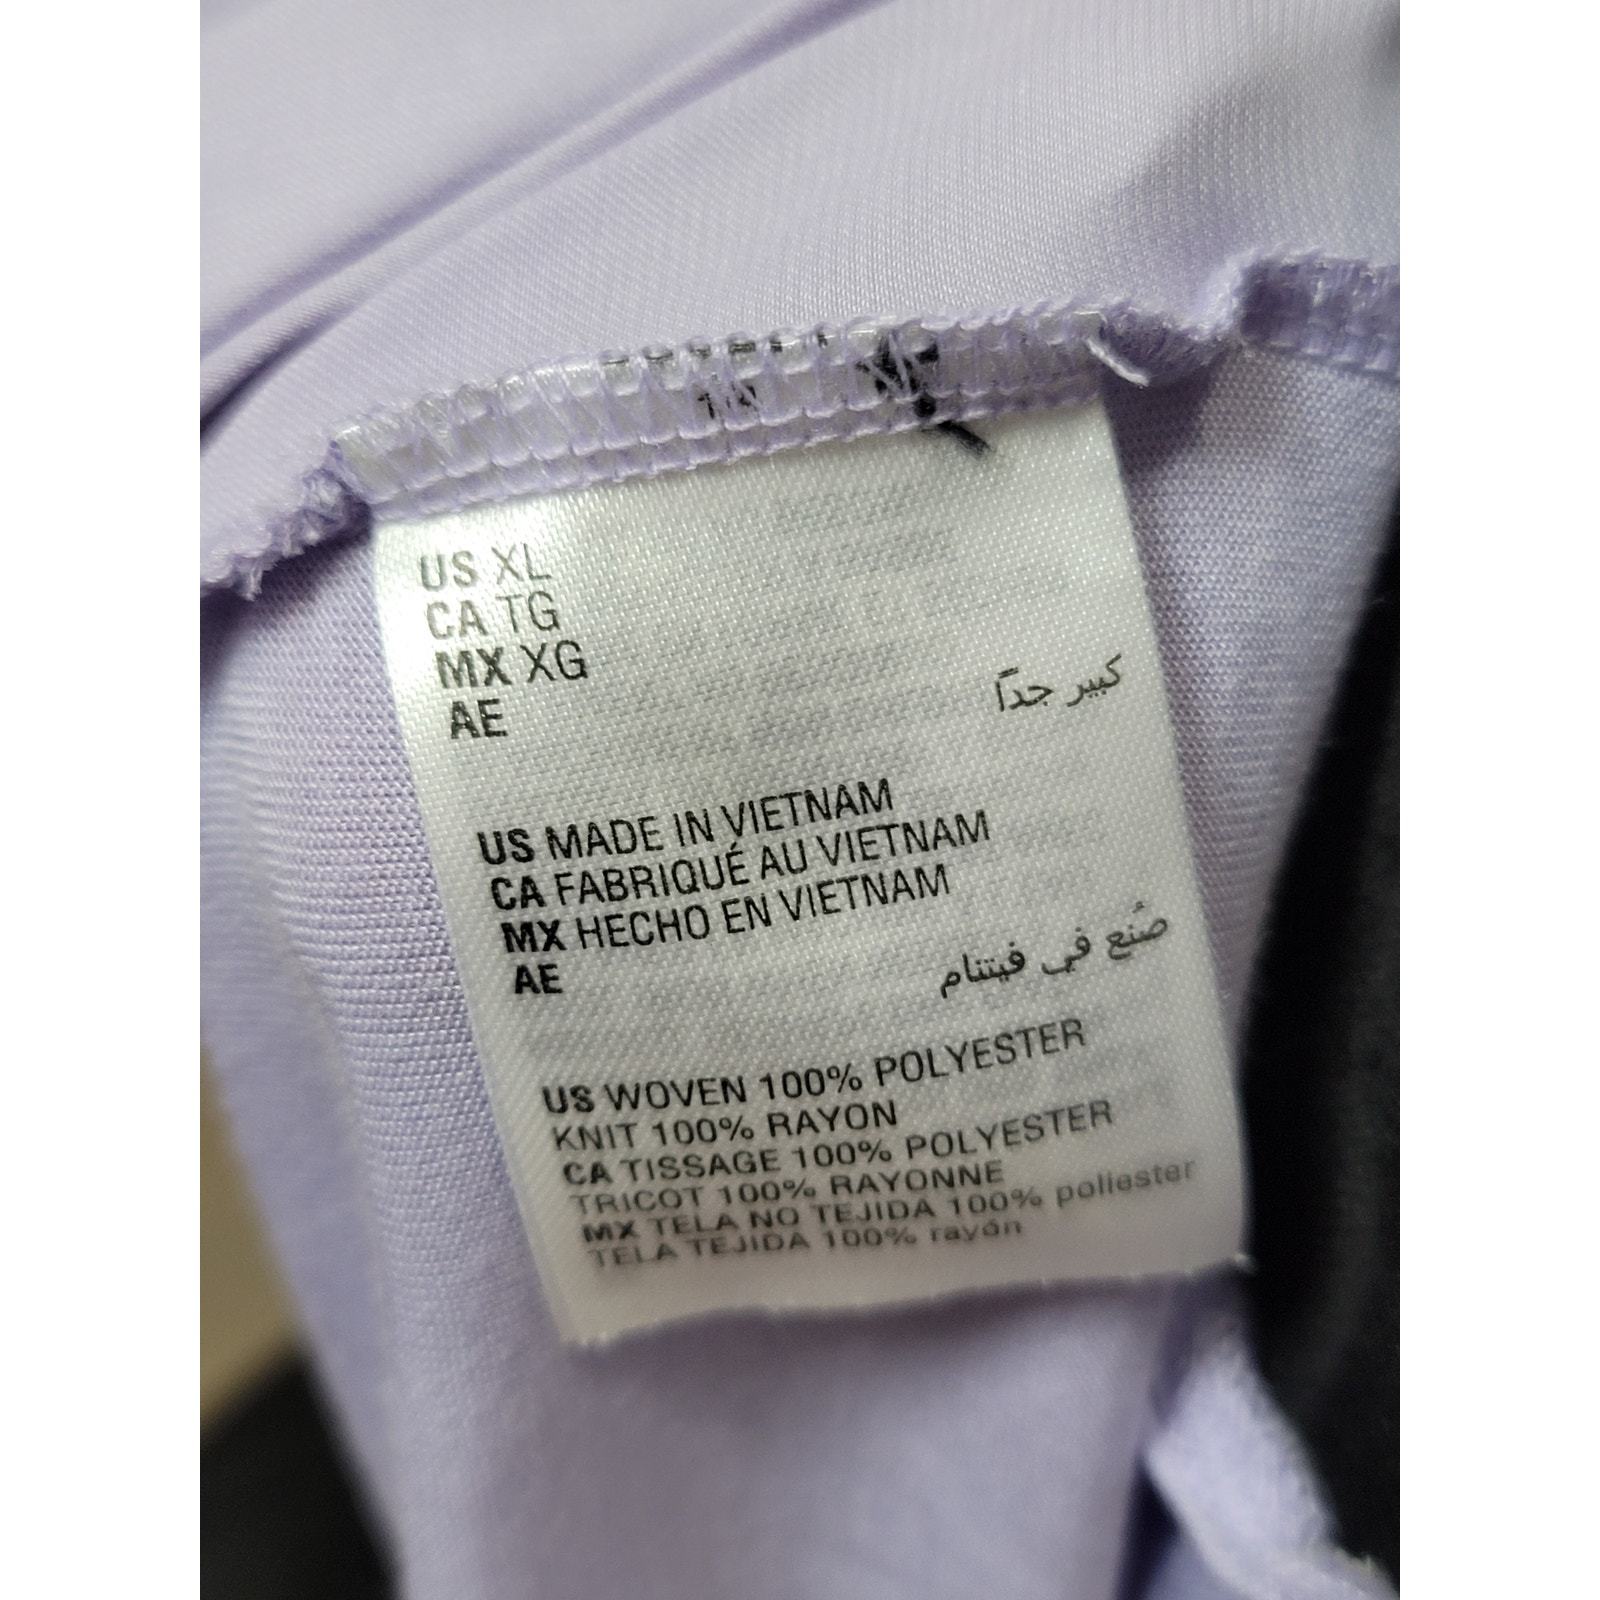 US XL
CA TG
MX XG
AE كبير جدًا
US MADE IN VIETNAM
CA FABRIQUÉ AU VIETNAM
MX HECHO EN VIETNAM
AE صُنع في فيتنام
US WOVEN 100% POLYESTER
KNIT 100% RAYON
CA TISSAGE 100% POLYESTER
TRICOT 100% RAYONNE
MX TELA NO TEJIDA 100% poliester
TELA TEJIDA 100% rayón